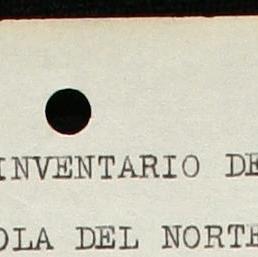 INVENTARIO DE
OLA DEL NORTE